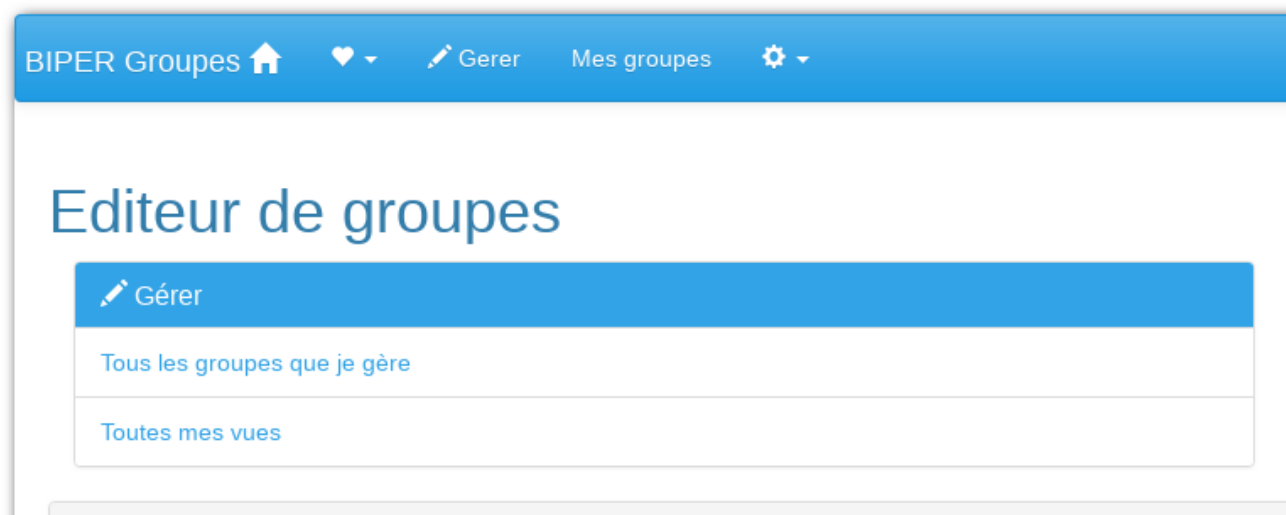 BIPER Groupes Gerer Mes groupes
Editeur de groupes
Gérer
Tous les groupes que je gère
Toutes mes vues